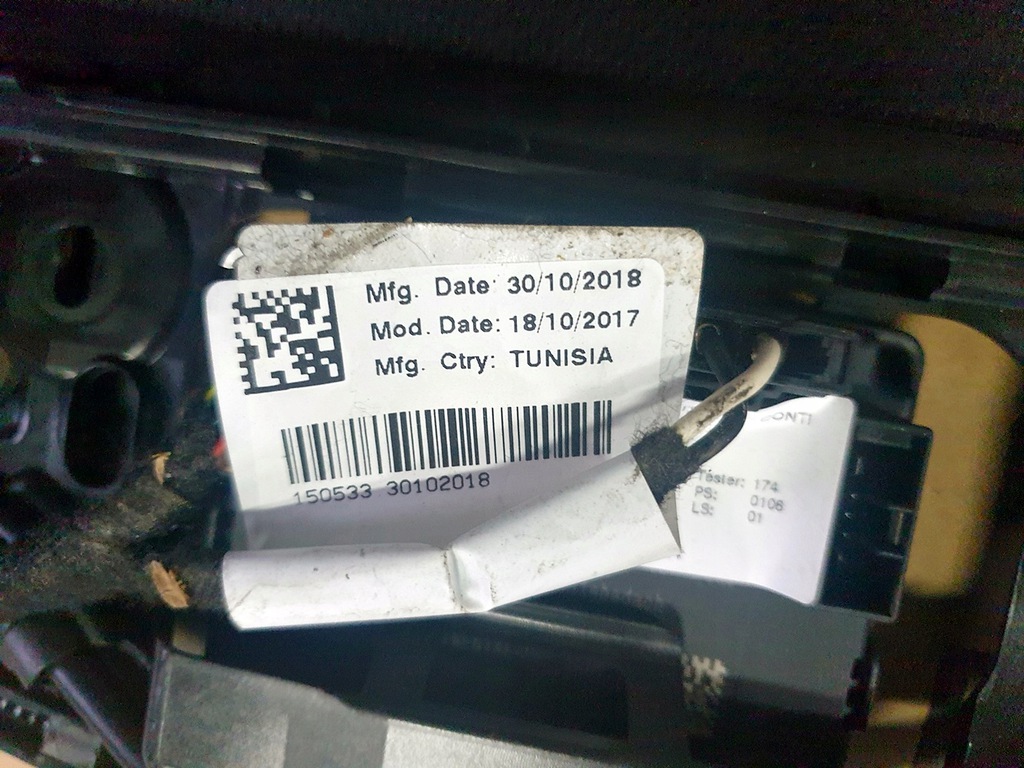 Mfg. Date: 30/10/2018
Mod. Date: 18/10/2017
Mfg. Ctry: TUNISIA
150533 30102018
Tester: 174
PS: 0106
LS: 01